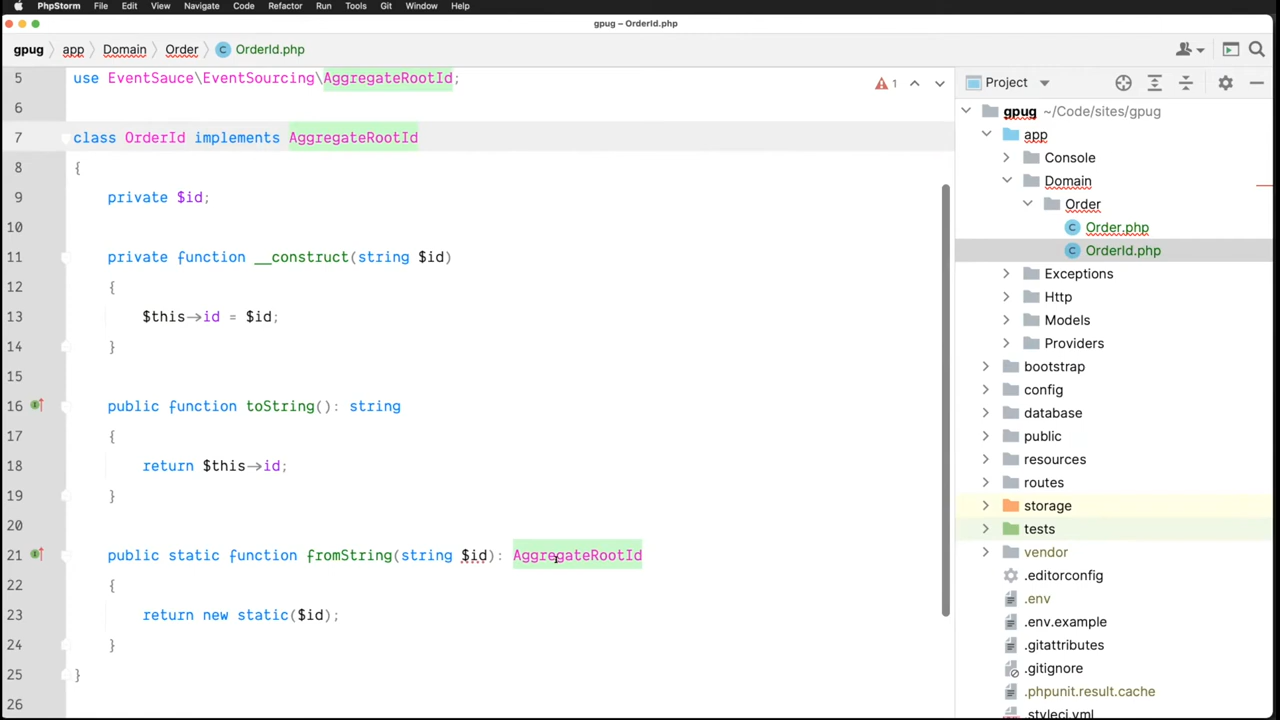 PhpStorm File Edit View Navigate Code Refactor Run Tools Git Window Help
gpug – OrderId.php
gpug app Domain Order OrderId.php
5 use EventSauce\EventSourcing\AggregateRootId;
6
7 class OrderId implements AggregateRootId
8 {
9 private $id;
10
11 private function __construct(string $id)
12 {
13 $this->id = $id;
14 }
15
16 public function toString(): string
17 {
18 return $this->id;
19 }
20
21 public static function fromString(string $id): AggregateRootId
22 {
23 return new static($id);
24 }
25 }
26
1
Project
gpug ~/Code/sites/gpug
app
Console
Domain
Order
Order.php
OrderId.php
Exceptions
Http
Models
Providers
bootstrap
config
database
public
resources
routes
storage
tests
vendor
.editorconfig
.env
.env.example
.gitattributes
.gitignore
.phpunit.result.cache
.styleci.yml